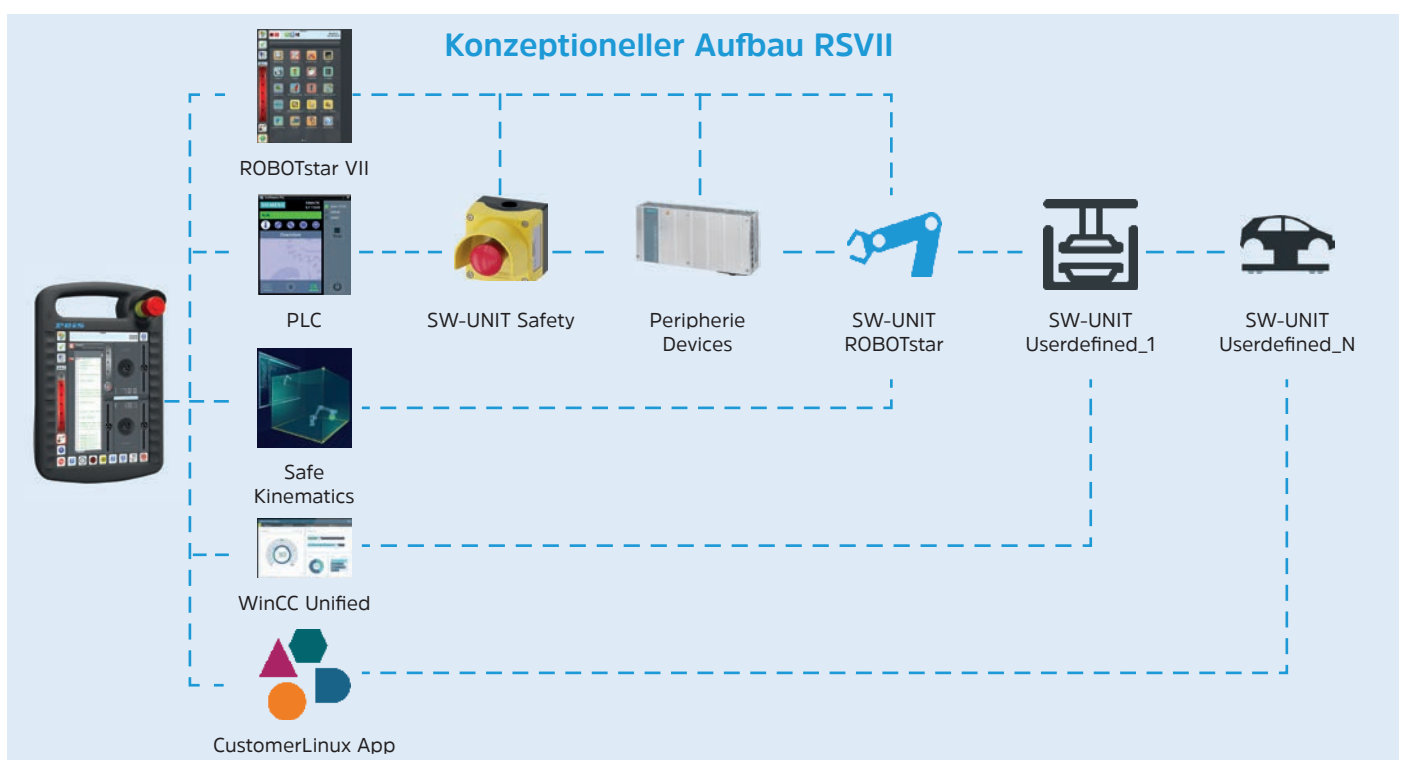 Konzeptioneller Aufbau RSVII
ROBOTstar VII
PLC
SW-UNIT Safety
Peripherie
Devices
SW-UNIT
ROBOTstar
SW-UNIT
Userdefined_1
SW-UNIT
Userdefined_N
Safe
Kinematics
WinCC Unified
CustomerLinux App